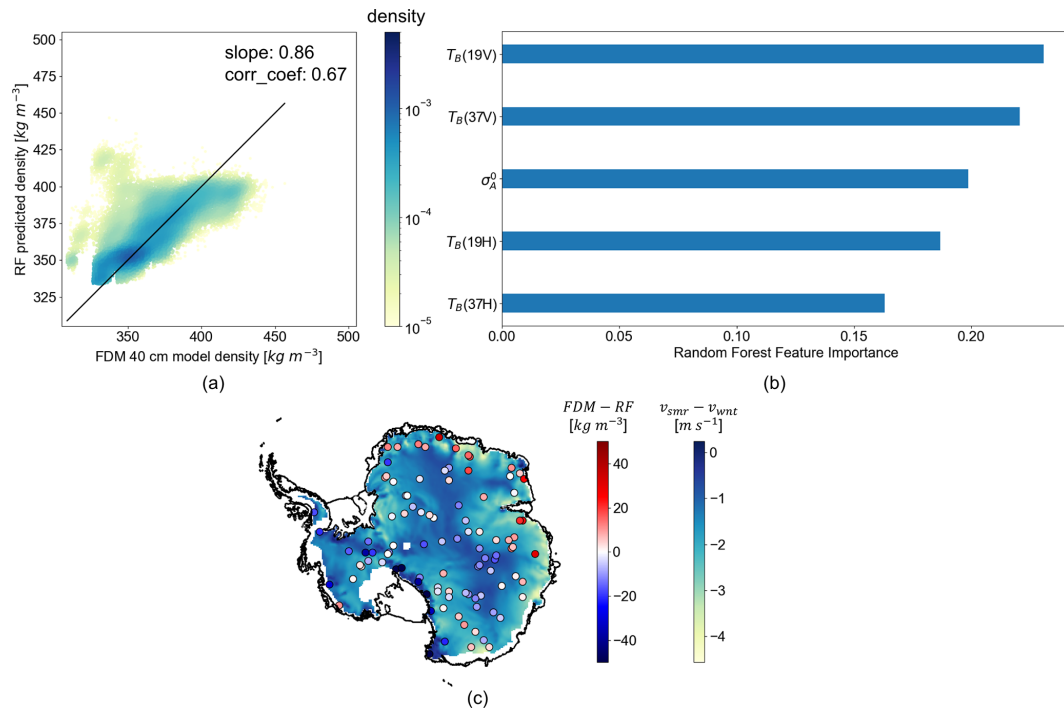 density
505
slope: 0.86
corr_coef: 0.67
475
450
425
400
375
350
325
RF predicted density [kg m⁻³]
350
400
450
500
FDM 40 cm model density [kg m⁻³]
10⁻³
10⁻⁴
10⁻⁵
(a)
T_B(19V)
T_B(37V)
σ⁰_A
T_B(19H)
T_B(37H)
0.00
0.05
0.10
0.15
0.20
Random Forest Feature Importance
(b)
FDM − RF
[kg m⁻³]
40
20
0
−20
−40
v_smr − v_wnt
[m s⁻¹]
0
−1
−2
−3
−4
(c)